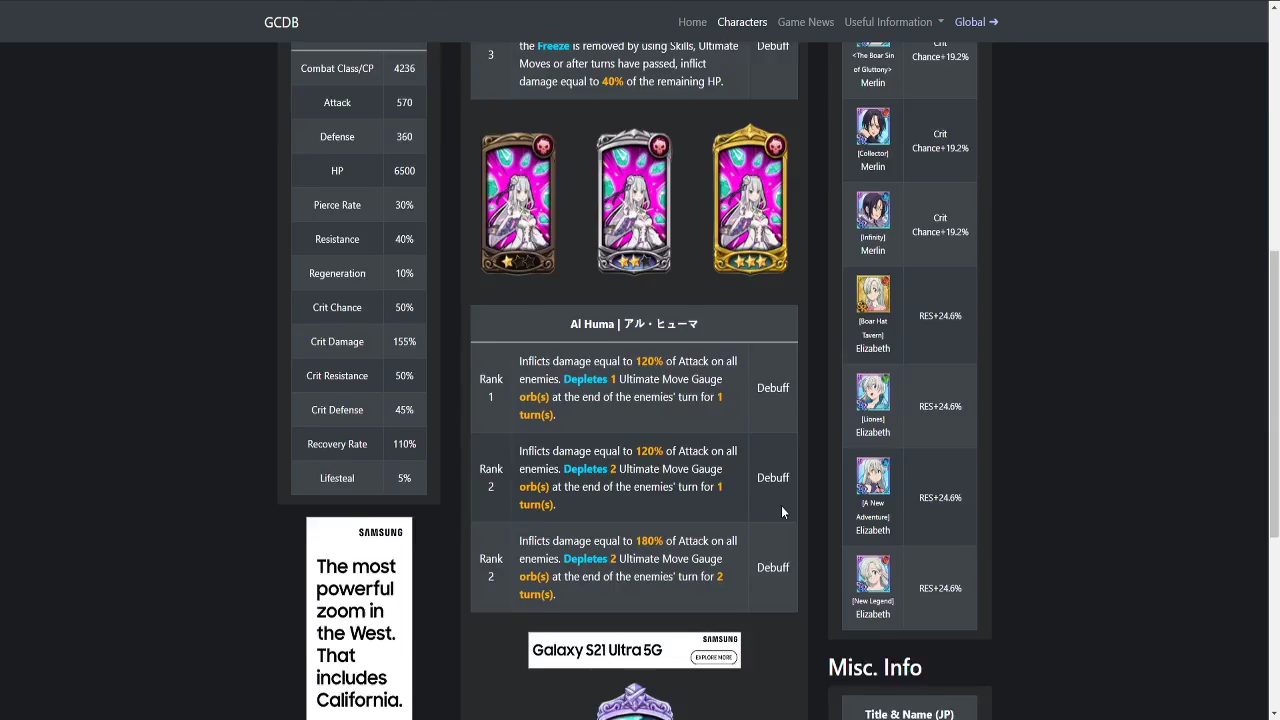 GCDB
Home
Characters
Game News
Useful Information
Global
Combat Class/CP 4236
Attack 570
Defense 360
HP 6500
Pierce Rate 30%
Resistance 40%
Regeneration 10%
Crit Chance 50%
Crit Damage 155%
Crit Resistance 50%
Crit Defense 45%
Recovery Rate 110%
Lifesteal 5%
SAMSUNG
The most
powerful
zoom in
the West.
That
includes
California.
3
the Freeze is removed by using Skills, Ultimate
Moves or after turns have passed, inflict
damage equal to 40% of the remaining HP.
Debuff
Al Huma | アル・ヒューマ
Rank
1
Inflicts damage equal to 120% of Attack on all
enemies. Depletes 1 Ultimate Move Gauge
orb(s) at the end of the enemies' turn for 1
turn(s).
Debuff
Rank
2
Inflicts damage equal to 120% of Attack on all
enemies. Depletes 2 Ultimate Move Gauge
orb(s) at the end of the enemies' turn for 1
turn(s).
Debuff
Rank
2
Inflicts damage equal to 180% of Attack on all
enemies. Depletes 2 Ultimate Move Gauge
orb(s) at the end of the enemies' turn for 2
turn(s).
Debuff
SAMSUNG
Galaxy S21 Ultra 5G
EXPLORE MORE
<The Boar Sin
of Gluttony>
Merlin
Crit
Chance+19.2%
[Collector]
Merlin
Crit
Chance+19.2%
[Infinity]
Merlin
Crit
Chance+19.2%
[Boar Hat
Tavern]
Elizabeth
RES+24.6%
[Liones]
Elizabeth
RES+24.6%
[A New
Adventure]
Elizabeth
RES+24.6%
[New Legend]
Elizabeth
RES+24.6%
Misc. Info
Title & Name (JP)